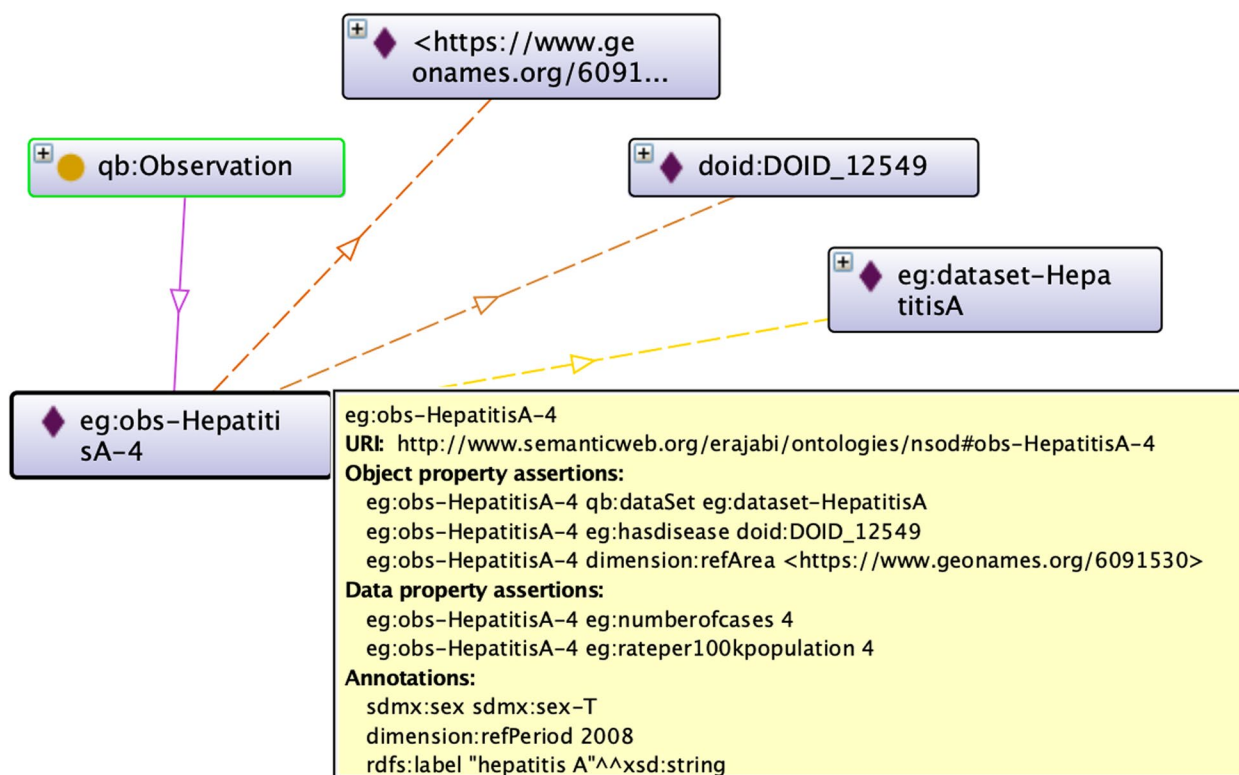 <https://www.ge
onames.org/6091...
qb:Observation
doid:DOID_12549
eg:dataset-Hepa
titisA
eg:obs-Hepatiti
sA-4
eg:obs-HepatitisA-4
URI: http://www.semanticweb.org/erajabi/ontologies/nsod#obs-HepatitisA-4
Object property assertions:
eg:obs-HepatitisA-4 qb:dataSet eg:dataset-HepatitisA
eg:obs-HepatitisA-4 eg:hasdisease doid:DOID_12549
eg:obs-HepatitisA-4 dimension:refArea <https://www.geonames.org/6091530>
Data property assertions:
eg:obs-HepatitisA-4 eg:numberofcases 4
eg:obs-HepatitisA-4 eg:rateper100kpopulation 4
Annotations:
sdmx:sex sdmx:sex-T
dimension:refPeriod 2008
rdfs:label "hepatitis A"^^xsd:string